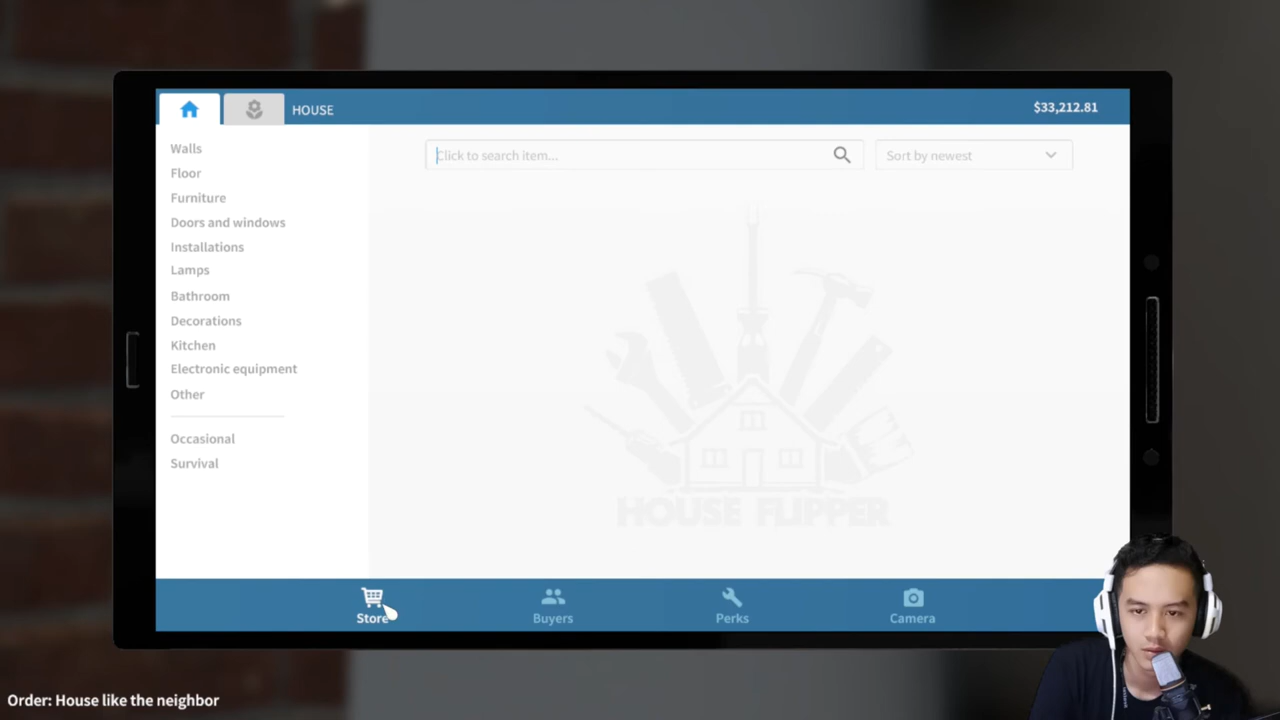 HOUSE
$33,212.81
Click to search item...
Sort by newest
Walls
Floor
Furniture
Doors and windows
Installations
Lamps
Bathroom
Decorations
Kitchen
Electronic equipment
Other
Occasional
Survival
HOUSE FLIPPER
Store
Buyers
Perks
Camera
Order: House like the neighbor